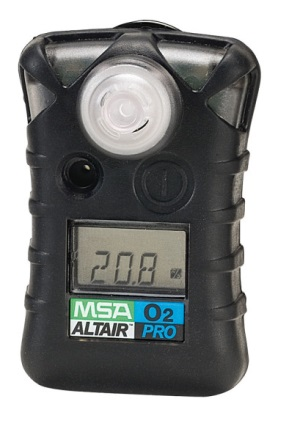 20.8 %
MSA O2
ALTAIR PRO